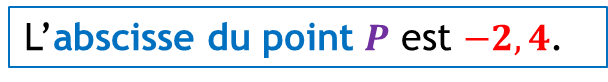 L'abscisse du point P est −2,4.